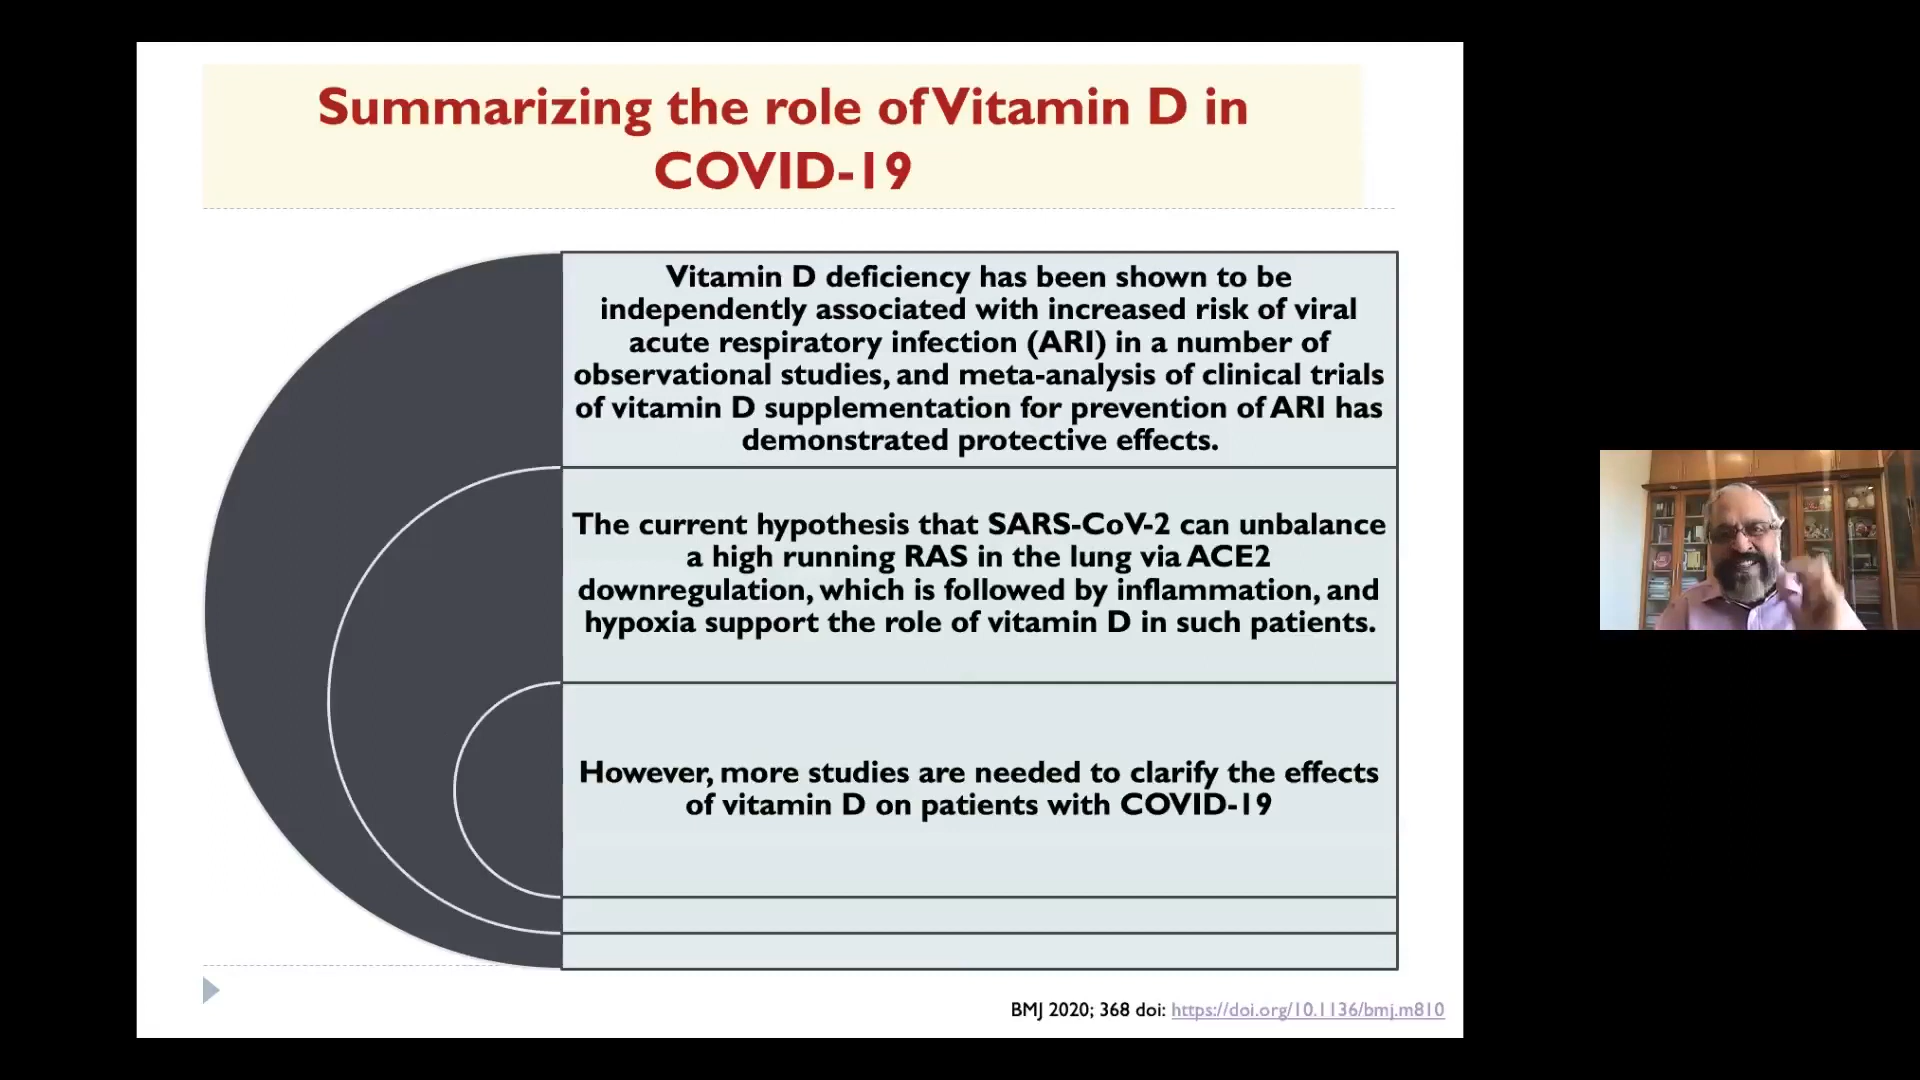 Summarizing the role of Vitamin D in
COVID-19
Vitamin D deficiency has been shown to be
independently associated with increased risk of viral
acute respiratory infection (ARI) in a number of
observational studies, and meta-analysis of clinical trials
of vitamin D supplementation for prevention of ARI has
demonstrated protective effects.
The current hypothesis that SARS-CoV-2 can unbalance
a high running RAS in the lung via ACE2
downregulation, which is followed by inflammation, and
hypoxia support the role of vitamin D in such patients.
However, more studies are needed to clarify the effects
of vitamin D on patients with COVID-19
BMJ 2020; 368 doi: https://doi.org/10.1136/bmj.m810